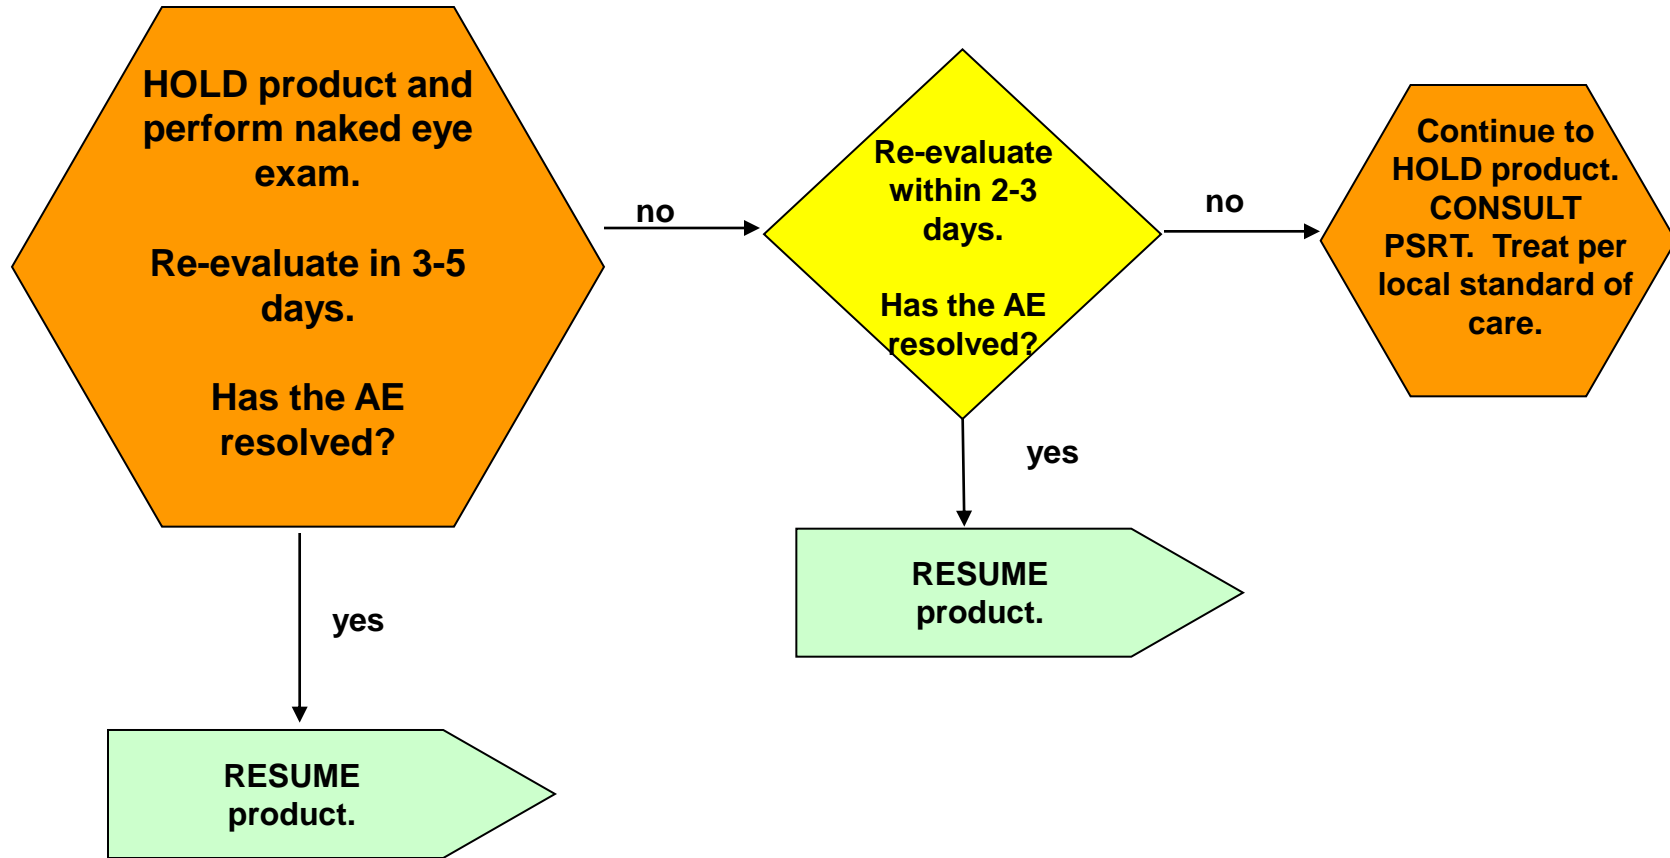 HOLD product and
perform naked eye
exam.
Re-evaluate in 3-5
days.
Has the AE
resolved?
no
Re-evaluate
within 2-3
days.
Has the AE
resolved?
no
Continue to
HOLD product.
CONSULT
PSRT.  Treat per
local standard of
care.
yes
RESUME
product.
yes
RESUME
product.